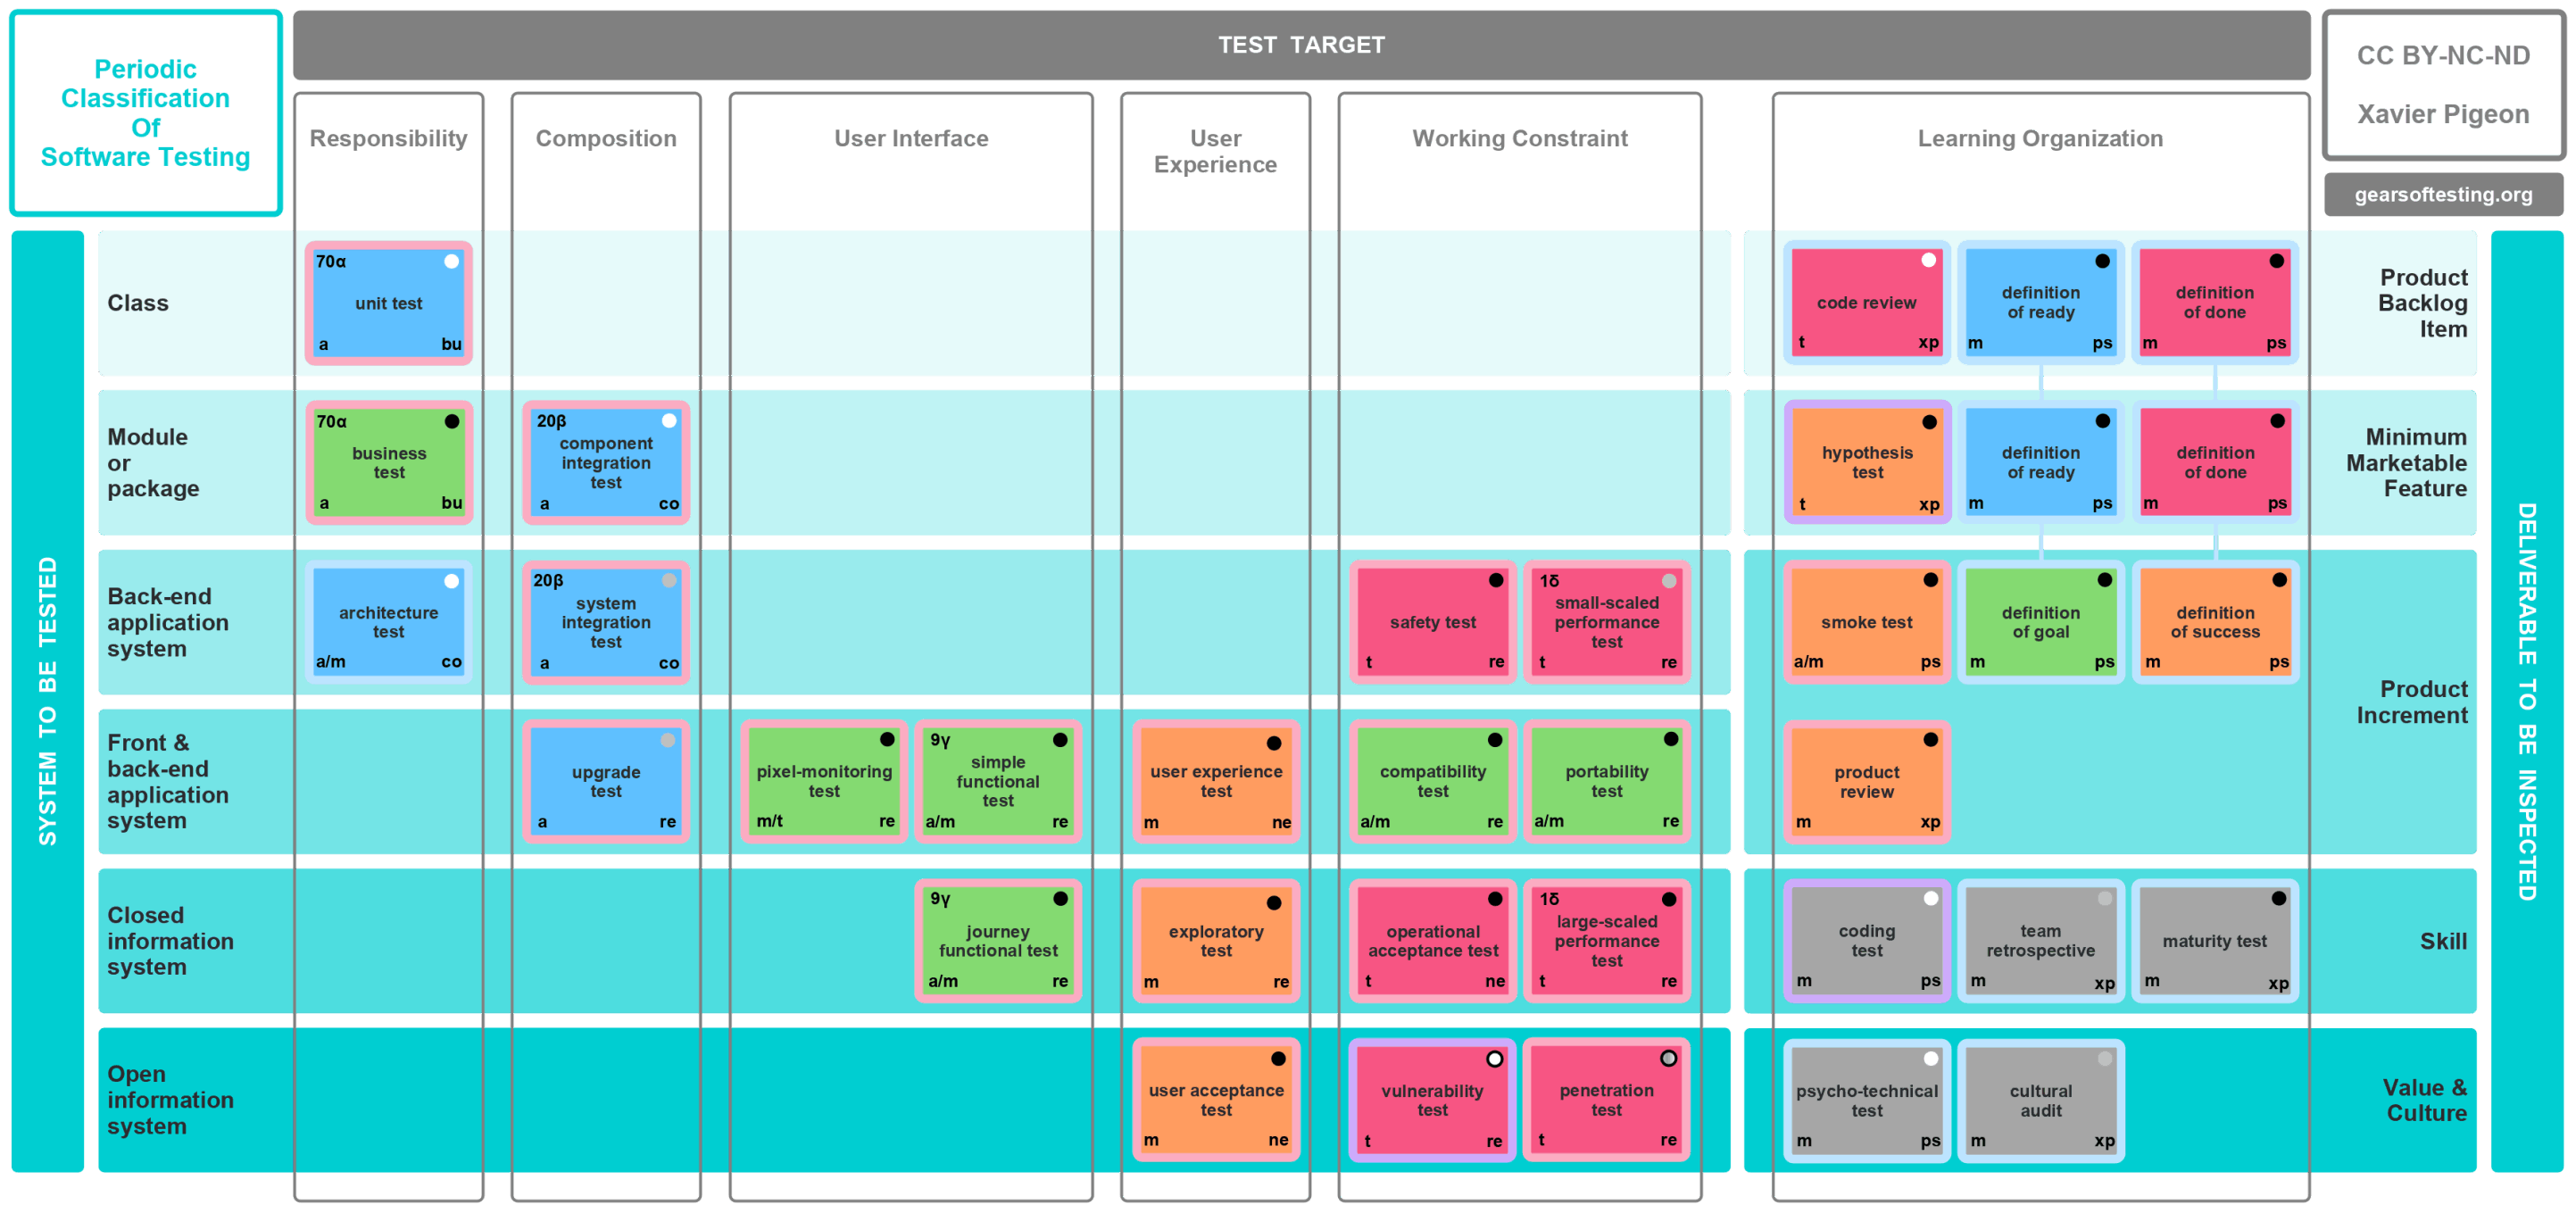 Periodic
Classification
Of
Software Testing
TEST TARGET
CC BY-NC-ND
Xavier Pigeon
gearsoftesting.org
Responsibility
Composition
User Interface
User
Experience
Working Constraint
Learning Organization
SYSTEM TO BE TESTED
DELIVERABLE TO BE INSPECTED
Class
70α
unit test
a bu
code review
t xp
definition
of ready
m ps
definition
of done
m ps
Product
Backlog
Item
Module
or
package
70α
business
test
a bu
20β
component
integration
test
a co
hypothesis
test
t xp
definition
of ready
m ps
definition
of done
m ps
Minimum
Marketable
Feature
Back-end
application
system
architecture
test
a/m co
20β
system
integration
test
a co
safety test
t re
1δ
small-scaled
performance
test
t re
smoke test
a/m ps
definition
of goal
m ps
definition
of success
m ps
Product
Increment
Front &
back-end
application
system
upgrade
test
a re
pixel-monitoring
test
m/t re
9γ
simple
functional
test
a/m re
user experience
test
m ne
compatibility
test
a/m re
portability
test
a/m re
product
review
m xp
Closed
information
system
9γ
journey
functional test
a/m re
exploratory
test
m re
operational
acceptance test
t ne
1δ
large-scaled
performance
test
t re
coding
test
m ps
team
retrospective
m xp
maturity test
m xp
Skill
Open
information
system
user acceptance
test
m ne
vulnerability
test
t re
penetration
test
t re
psycho-technical
test
m ps
cultural
audit
m xp
Value &
Culture